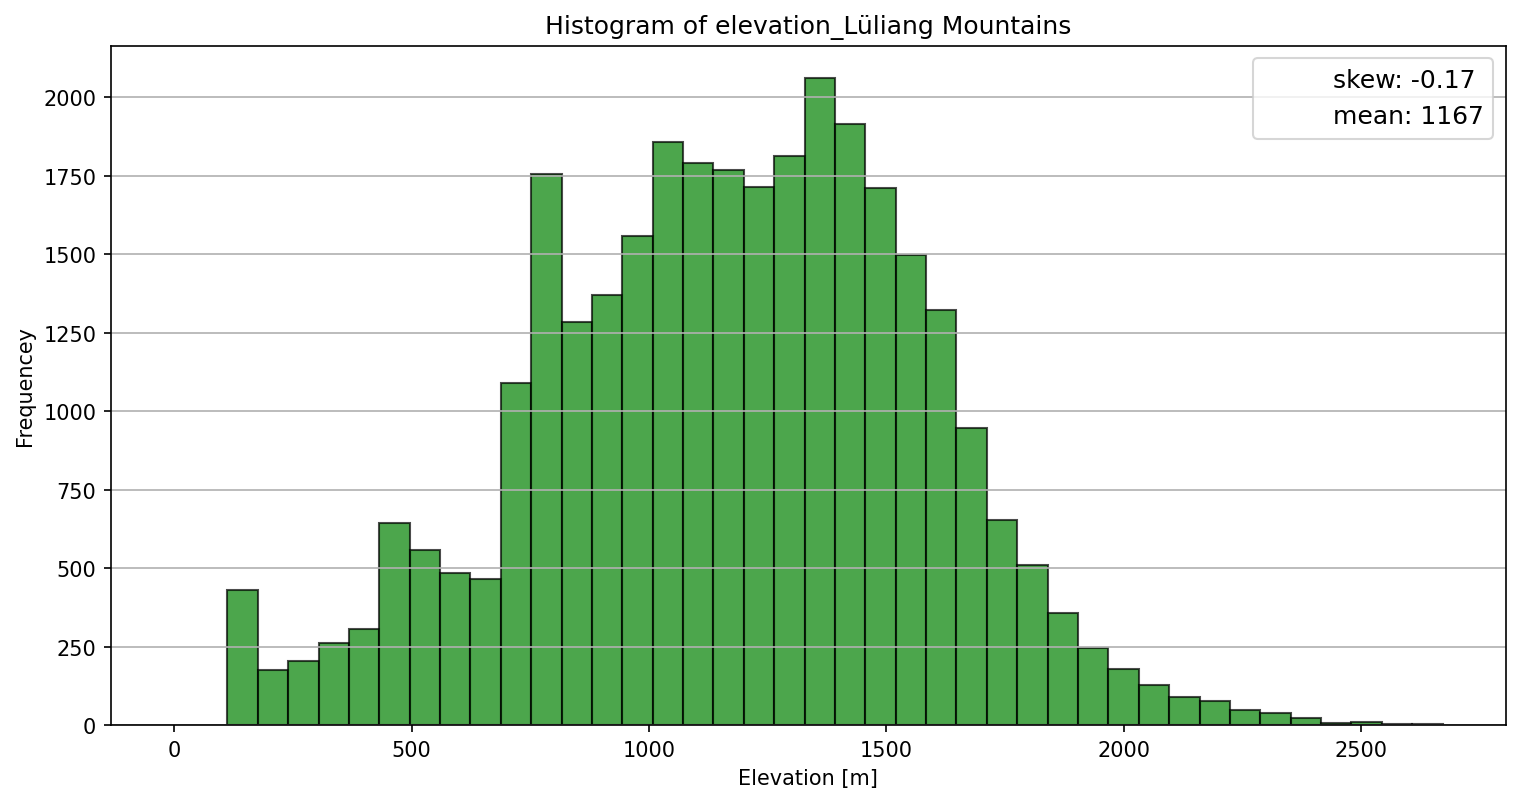 Histogram of elevation_Lüliang Mountains
skew: -0.17
mean: 1167
2000
1750
1500
1250
1000
750
500
250
0
Frequencey
0 500 1000 1500 2000 2500
Elevation [m]